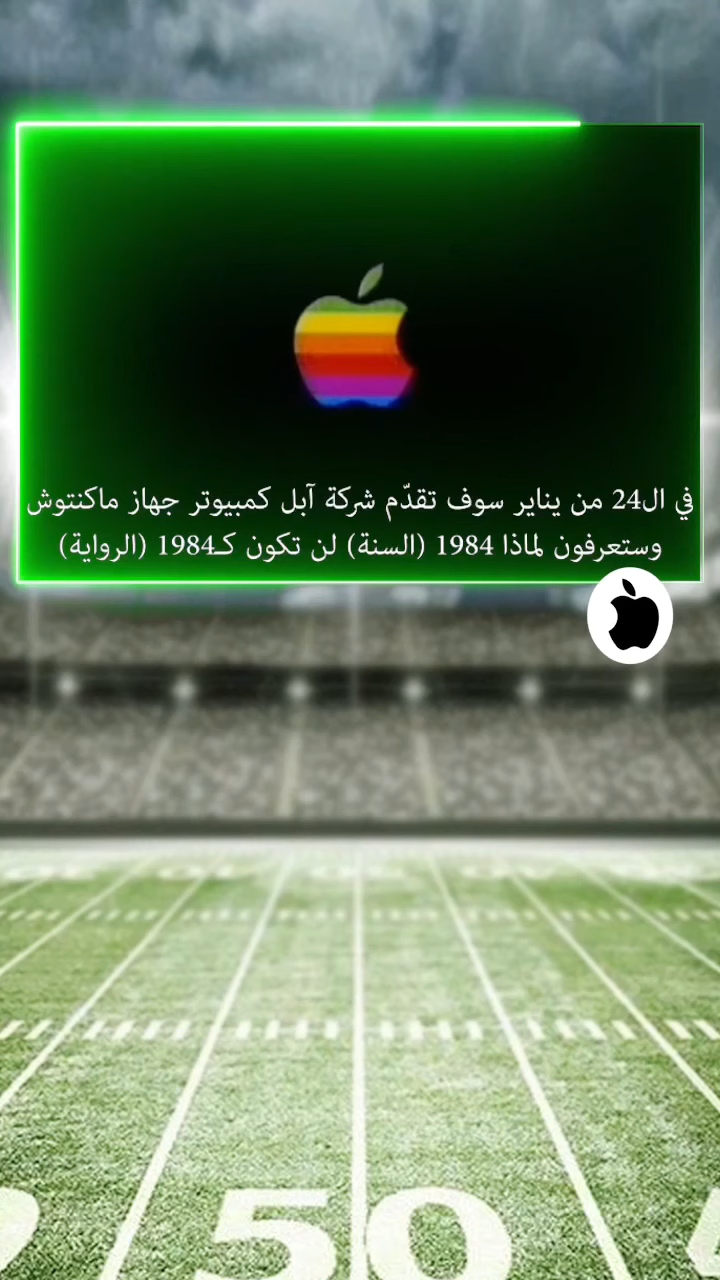 في ال24 من يناير سوف تقدّم شركة آبل كمبيوتر جهاز ماكنتوش
وستعرفون لماذا 1984 (السنة) لن تكون كـ1984 (الرواية)
50